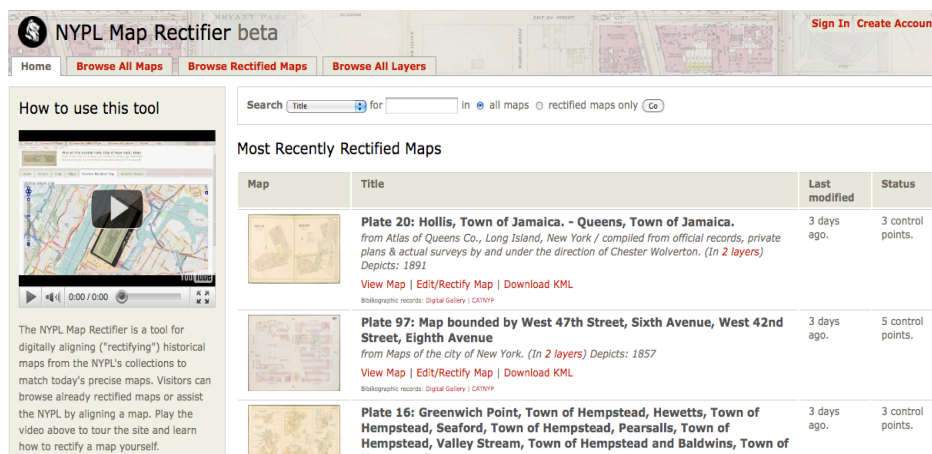 NYPL Map Rectifier beta
Sign In Create Accoun
Home Browse All Maps Browse Rectified Maps Browse All Layers
How to use this tool
0:00 / 0:00
The NYPL Map Rectifier is a tool for
digitally aligning ("rectifying") historical
maps from the NYPL's collections to
match today's precise maps. Visitors can
browse already rectified maps or assist
the NYPL by aligning a map. Play the
video above to tour the site and learn
how to rectify a map yourself.
Search Title for in all maps rectified maps only Go
Most Recently Rectified Maps
Map Title Last modified Status
Plate 20: Hollis, Town of Jamaica. - Queens, Town of Jamaica.
from Atlas of Queens Co., Long Island, New York / compiled from official records, private
plans & actual surveys by and under the direction of Chester Wolverton. (In 2 layers)
Depicts: 1891
View Map | Edit/Rectify Map | Download KML
Bibliographic records: Digital Gallery | CATNYP
3 days
ago.
3 control
points.
Plate 97: Map bounded by West 47th Street, Sixth Avenue, West 42nd
Street, Eighth Avenue
from Maps of the city of New York. (In 2 layers) Depicts: 1857
View Map | Edit/Rectify Map | Download KML
Bibliographic records: Digital Gallery | CATNYP
3 days
ago.
5 control
points.
Plate 16: Greenwich Point, Town of Hempstead, Hewetts, Town of
Hempstead, Seaford, Town of Hempstead, Pearsalls, Town of
Hempstead, Valley Stream, Town of Hempstead and Baldwins, Town of
3 days
ago.
3 control
points.